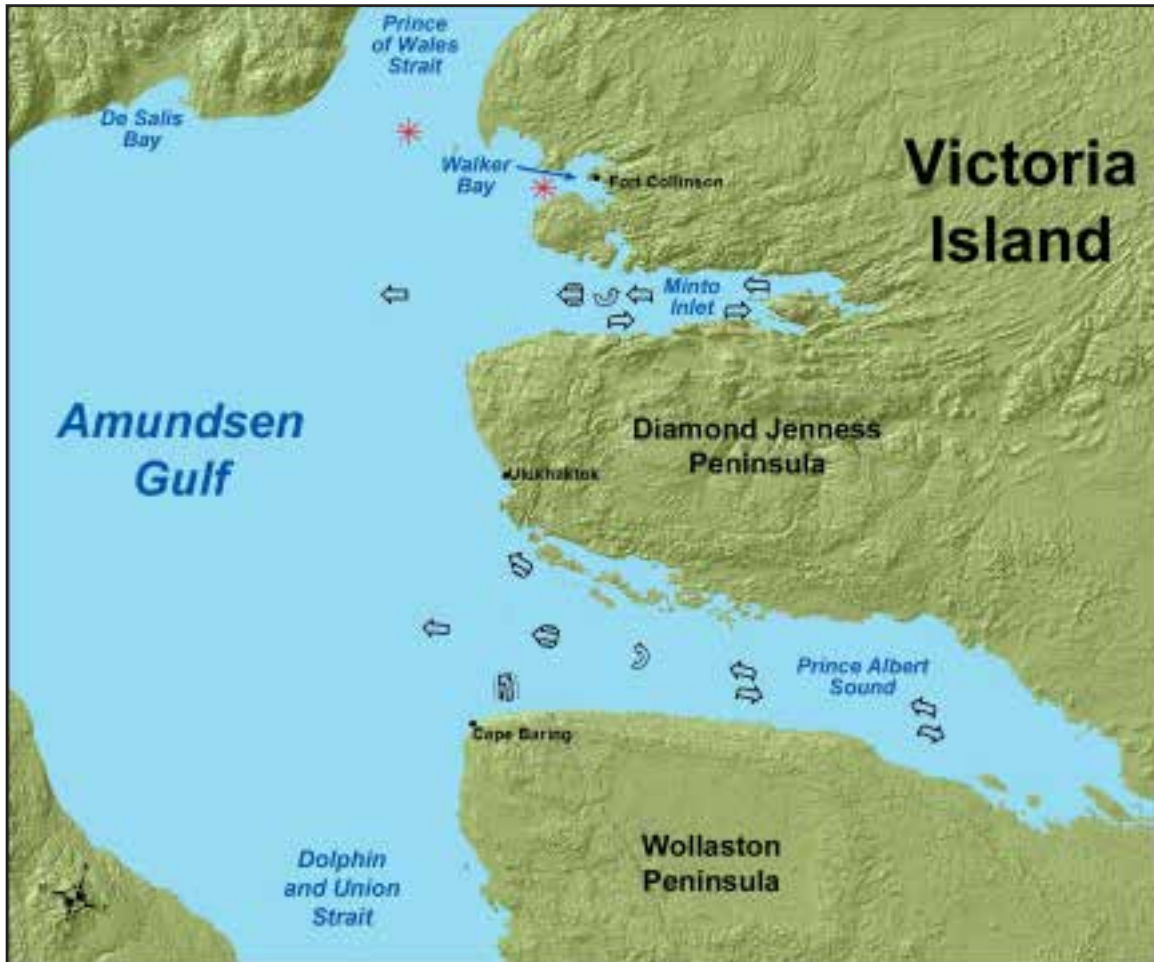 Prince
of Wales
Strait
De Salis
Bay
Walker
Bay
Fort Collinson
Victoria
Island
Minto
Inlet
Amundsen
Gulf
Diamond Jenness
Peninsula
Ulukhaktok
Prince Albert
Sound
Cape Baring
Wollaston
Peninsula
Dolphin
and Union
Strait